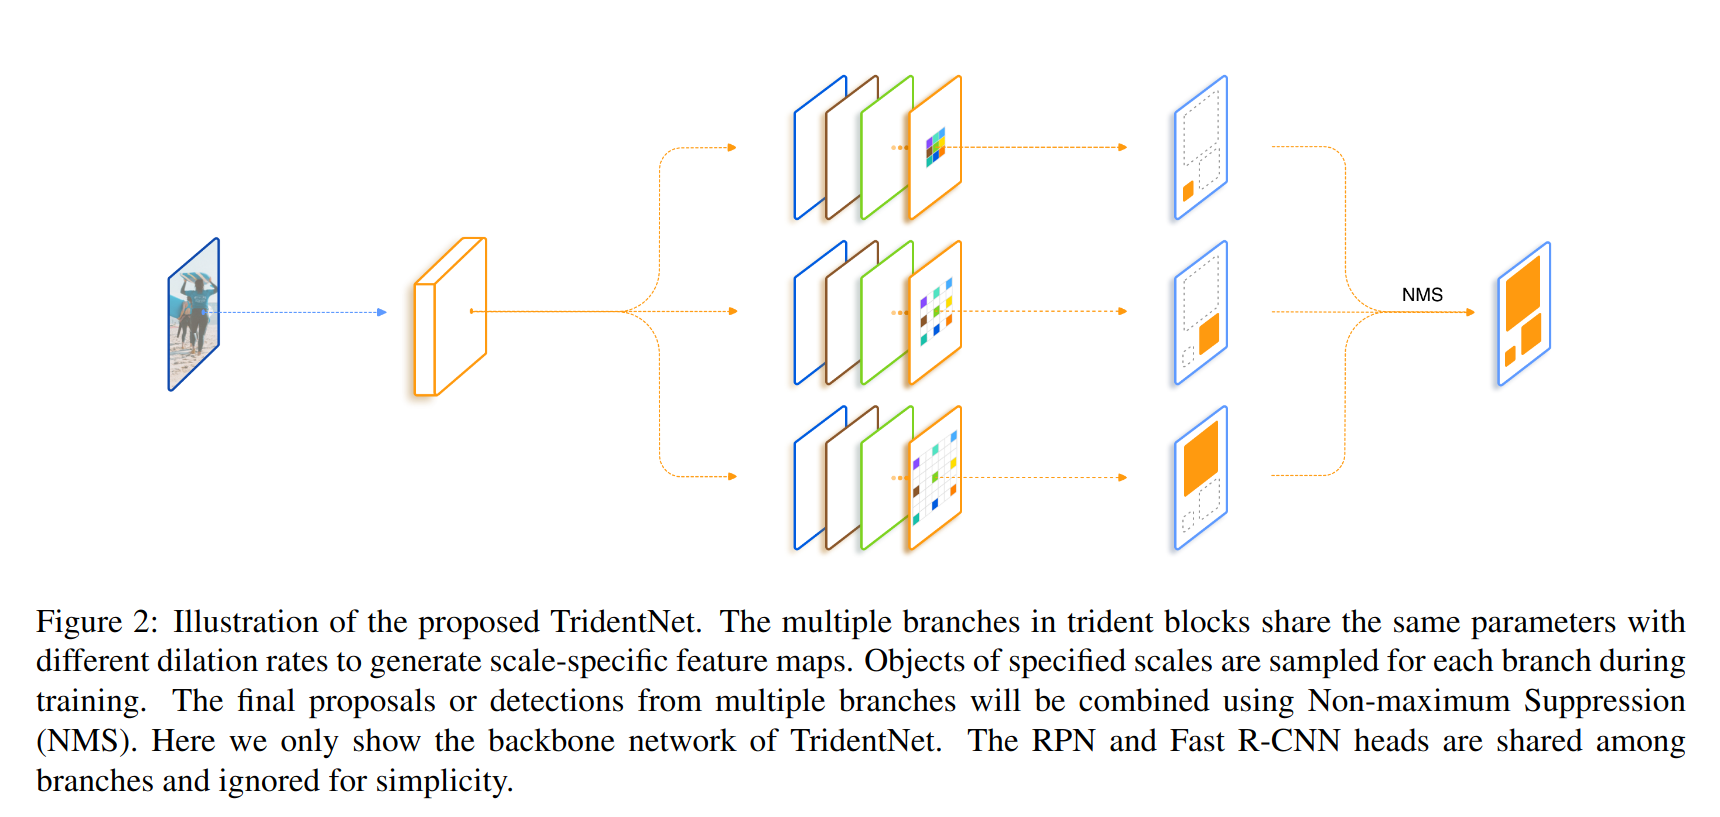 NMS
Figure 2: Illustration of the proposed TridentNet. The multiple branches in trident blocks share the same parameters with
different dilation rates to generate scale-specific feature maps. Objects of specified scales are sampled for each branch during
training. The final proposals or detections from multiple branches will be combined using Non-maximum Suppression
(NMS). Here we only show the backbone network of TridentNet. The RPN and Fast R-CNN heads are shared among
branches and ignored for simplicity.